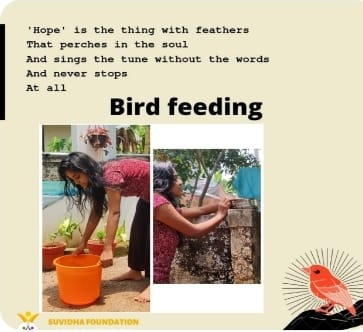 'Hope' is the thing with feathers
That perches in the soul
And sings the tune without the words
And never stops
At all
Bird feeding
SUVIDHA FOUNDATION